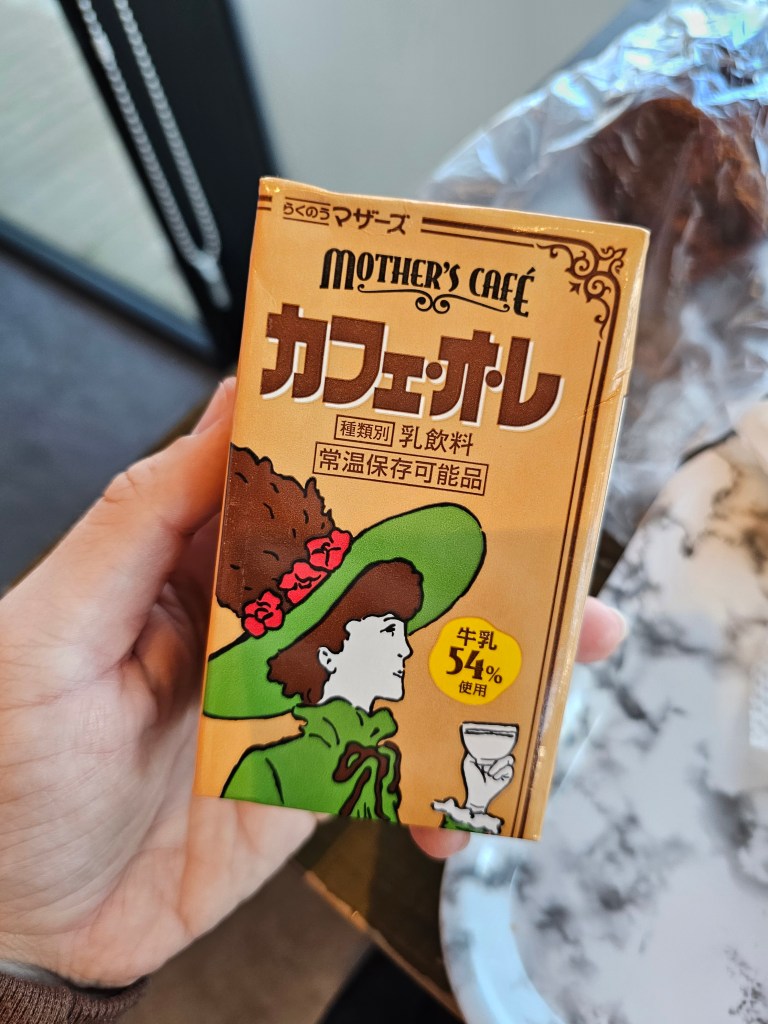 らくのうマザーズ
MOTHER'S CAFÉ
カフェ・オ・レ
種類別 乳飲料
常温保存可能品
牛乳
54%
使用